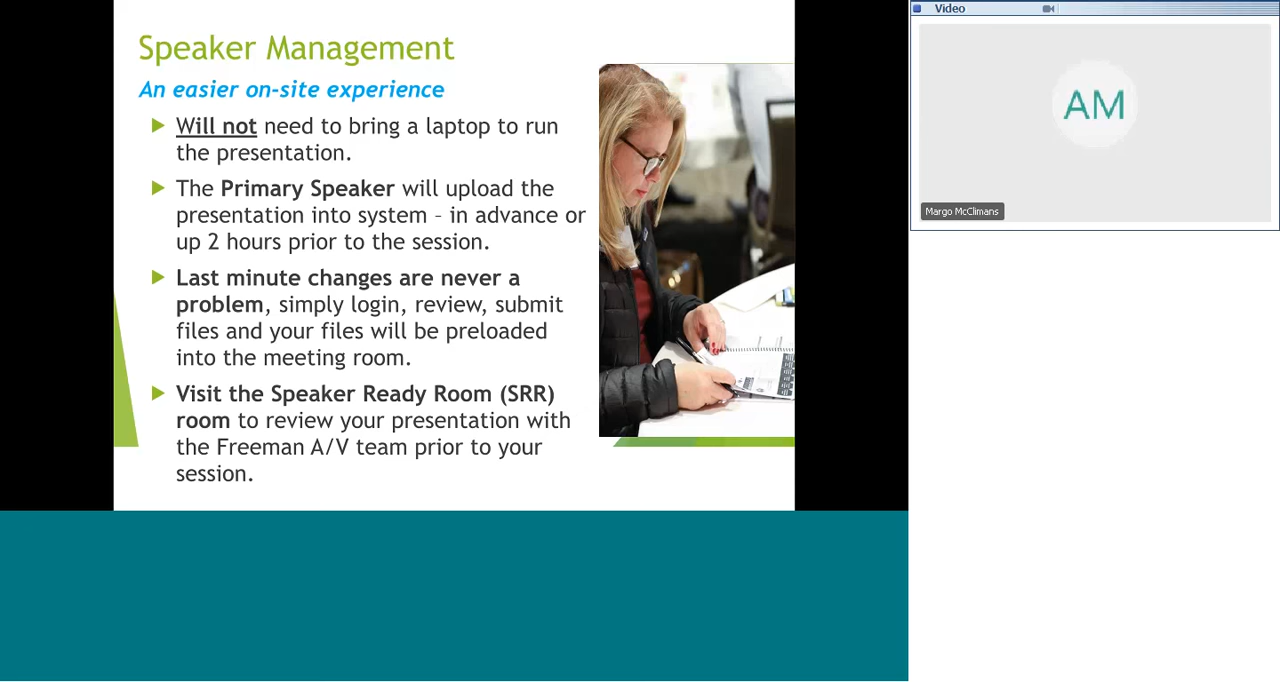 Speaker Management
An easier on-site experience
Will not need to bring a laptop to run
the presentation.
The Primary Speaker will upload the
presentation into system – in advance or
up 2 hours prior to the session.
Last minute changes are never a
problem, simply login, review, submit
files and your files will be preloaded
into the meeting room.
Visit the Speaker Ready Room (SRR)
room to review your presentation with
the Freeman A/V team prior to your
session.
Video
AM
Margo McClimans